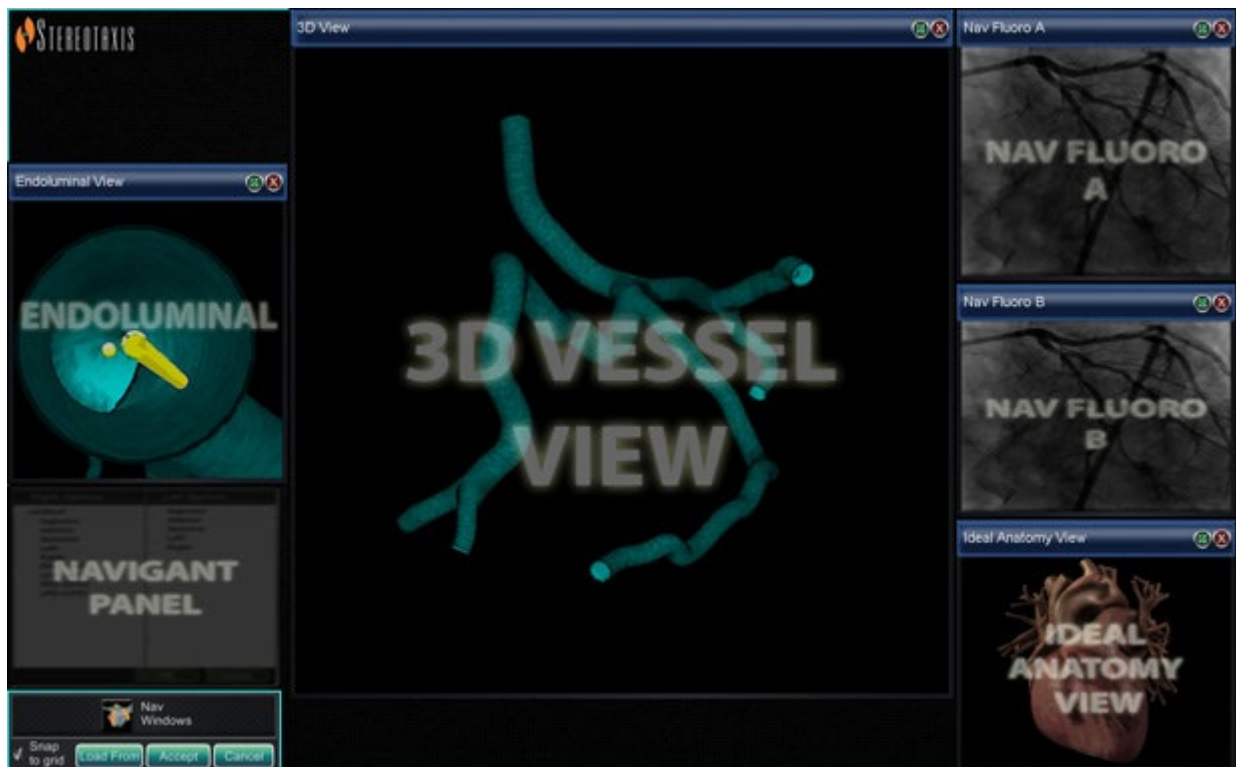 STEREOTAXIS
3D View
Nav Fluoro A
NAV FLUORO
A
Endoluminal View
ENDOLUMINAL
3D VESSEL
VIEW
Nav Fluoro B
NAV FLUORO
B
NAVIGANT
PANEL
Ideal Anatomy View
IDEAL
ANATOMY
VIEW
Nav
Windows
Snap
to grid
Load From
Accept
Cancel